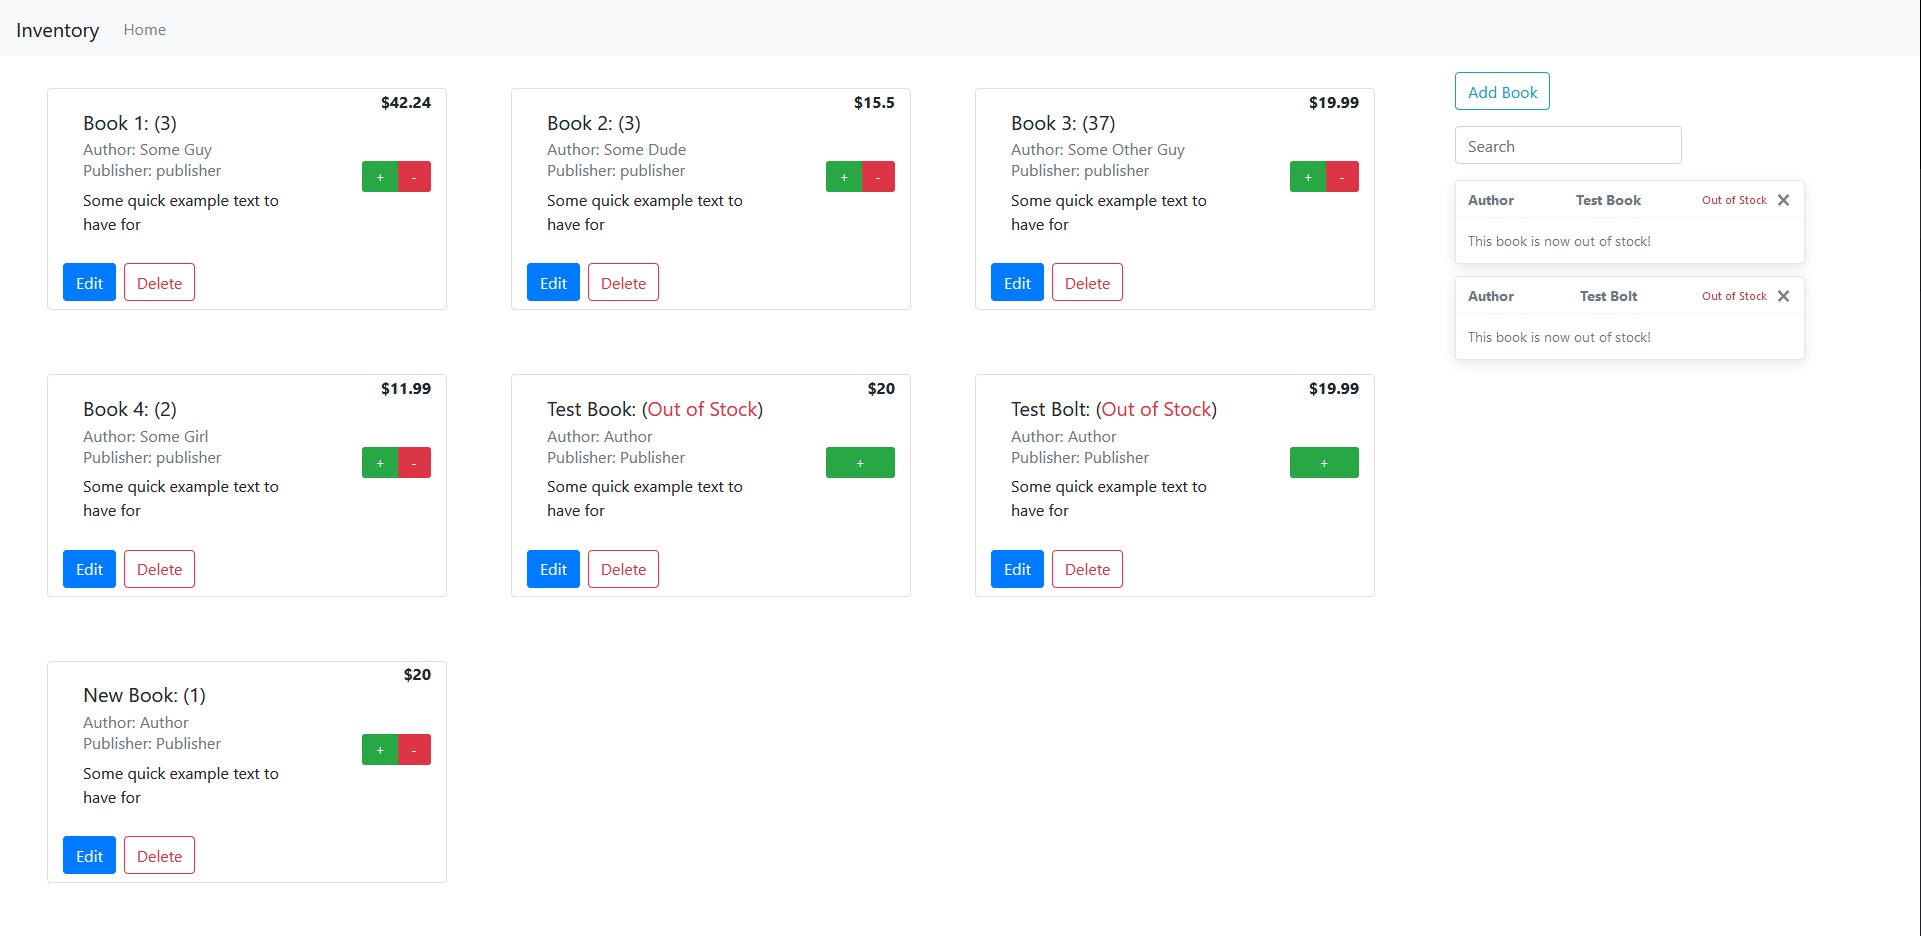 Inventory Home
$42.24
Book 1: (3)
Author: Some Guy
Publisher: publisher
+ -
Some quick example text to
have for
Edit Delete
$15.5
Book 2: (3)
Author: Some Dude
Publisher: publisher
+ -
Some quick example text to
have for
Edit Delete
$19.99
Book 3: (37)
Author: Some Other Guy
Publisher: publisher
+ -
Some quick example text to
have for
Edit Delete
$11.99
Book 4: (2)
Author: Some Girl
Publisher: publisher
+ -
Some quick example text to
have for
Edit Delete
$20
Test Book: (Out of Stock)
Author: Author
Publisher: Publisher
+
Some quick example text to
have for
Edit Delete
$19.99
Test Bolt: (Out of Stock)
Author: Author
Publisher: Publisher
+
Some quick example text to
have for
Edit Delete
$20
New Book: (1)
Author: Author
Publisher: Publisher
+ -
Some quick example text to
have for
Edit Delete
Add Book
Search
Author Test Book Out of Stock ×
This book is now out of stock!
Author Test Bolt Out of Stock ×
This book is now out of stock!